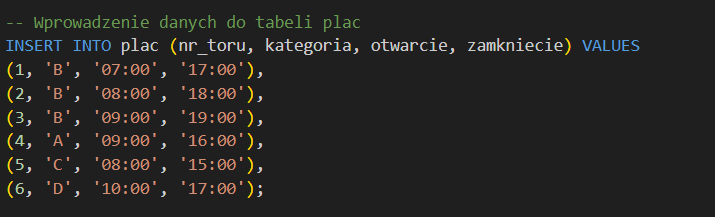 -- Wprowadzenie danych do tabeli plac
INSERT INTO plac (nr_toru, kategoria, otwarcie, zamkniecie) VALUES
(1, 'B', '07:00', '17:00'),
(2, 'B', '08:00', '18:00'),
(3, 'B', '09:00', '19:00'),
(4, 'A', '09:00', '16:00'),
(5, 'C', '08:00', '15:00'),
(6, 'D', '10:00', '17:00');